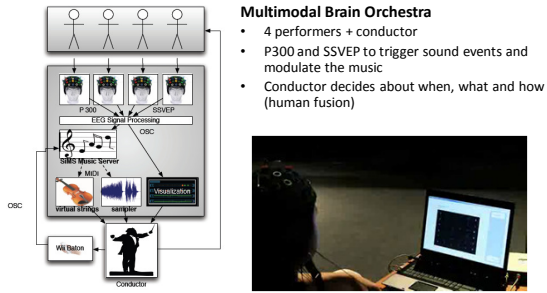 Multimodal Brain Orchestra
• 4 performers + conductor
• P300 and SSVEP to trigger sound events and
modulate the music
• Conductor decides about when, what and how
(human fusion)
P300
SSVEP
EEG Signal Processing
OSC
SiMS Music Server
MIDI
virtual strings
sampler
Visualization
OSC
Wii Baton
Conductor